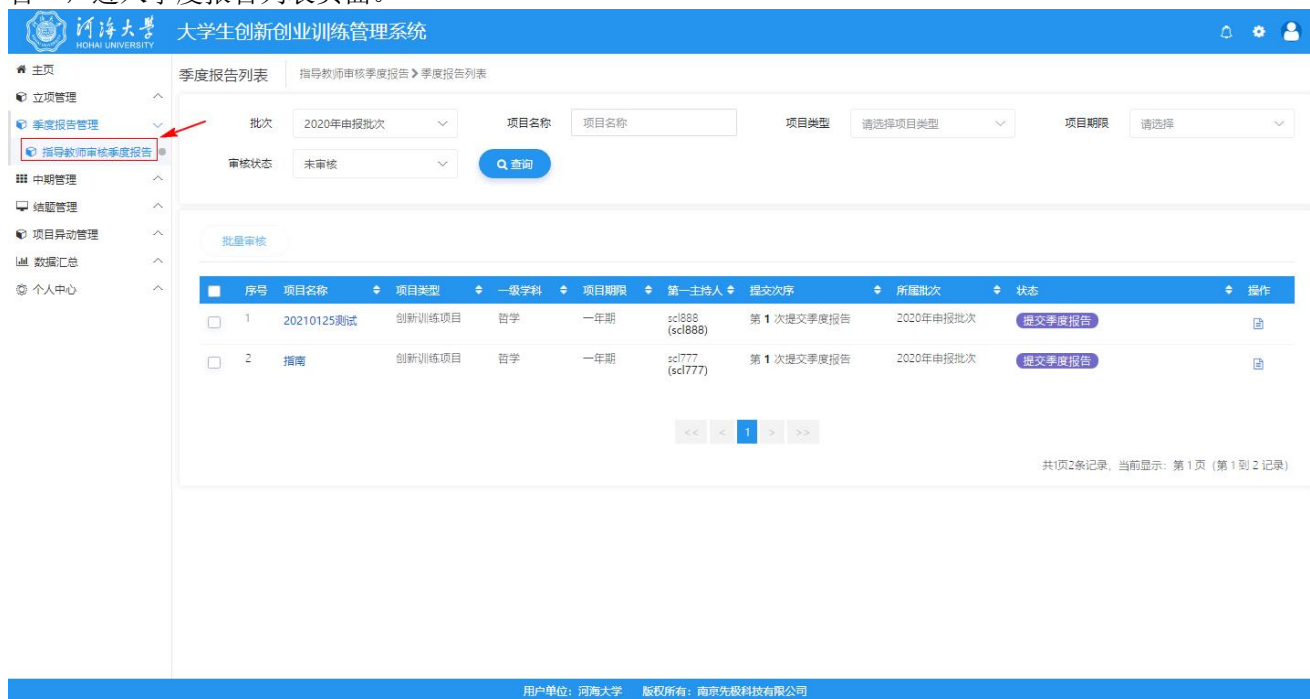 告”，进入季度报告列表页面。
河海大學 HOHAI UNIVERSITY 大学生创新创业训练管理系统
主页
立项管理
季度报告管理
指导教师审核季度报告
中期管理
结题管理
项目异动管理
数据汇总
个人中心
季度报告列表 指导教师审核季度报告 > 季度报告列表
批次 2020年申报批次 项目名称 项目名称 项目类型 请选择项目类型 项目期限 请选择
审核状态 未审核 查询
批量审核
序号 项目名称 项目类型 一级学科 项目期限 第一主持人 提交次序 所属批次 状态 操作
1 20210125测试 创新训练项目 哲学 一年期 scl888 (scl888) 第 1 次提交季度报告 2020年申报批次 提交季度报告
2 指南 创新训练项目 哲学 一年期 scl777 (scl777) 第 1 次提交季度报告 2020年申报批次 提交季度报告
<< < 1 > >>
共1页2条记录, 当前显示: 第 1 页 (第 1 到 2 记录)
用户单位: 河海大学 版权所有: 南京先极科技有限公司